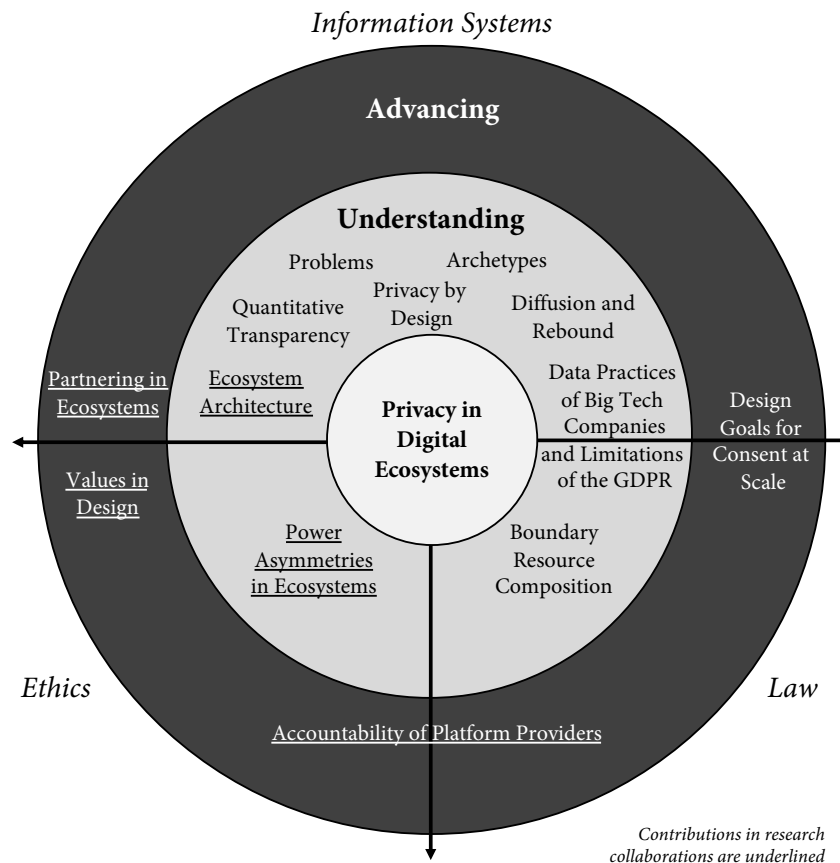 Information Systems
Advancing
Understanding
Problems
Archetypes
Quantitative
Transparency
Privacy by
Design
Diffusion and
Rebound
Partnering in
Ecosystems
Ecosystem
Architecture
Privacy in
Digital
Ecosystems
Data Practices
of Big Tech
Companies
and Limitations
of the GDPR
Design
Goals for
Consent at
Scale
Values in
Design
Power
Asymmetries
in Ecosystems
Boundary
Resource
Composition
Ethics
Law
Accountability of Platform Providers
Contributions in research
collaborations are underlined